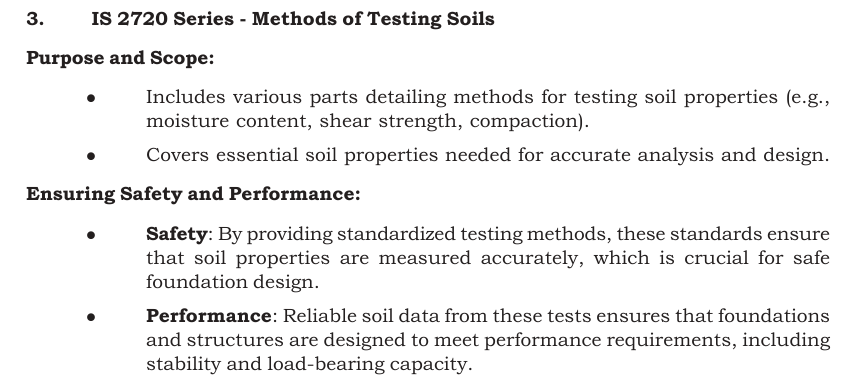 3. IS 2720 Series - Methods of Testing Soils
Purpose and Scope:
● Includes various parts detailing methods for testing soil properties (e.g.,
moisture content, shear strength, compaction).
● Covers essential soil properties needed for accurate analysis and design.
Ensuring Safety and Performance:
● Safety: By providing standardized testing methods, these standards ensure
that soil properties are measured accurately, which is crucial for safe
foundation design.
● Performance: Reliable soil data from these tests ensures that foundations
and structures are designed to meet performance requirements, including
stability and load-bearing capacity.